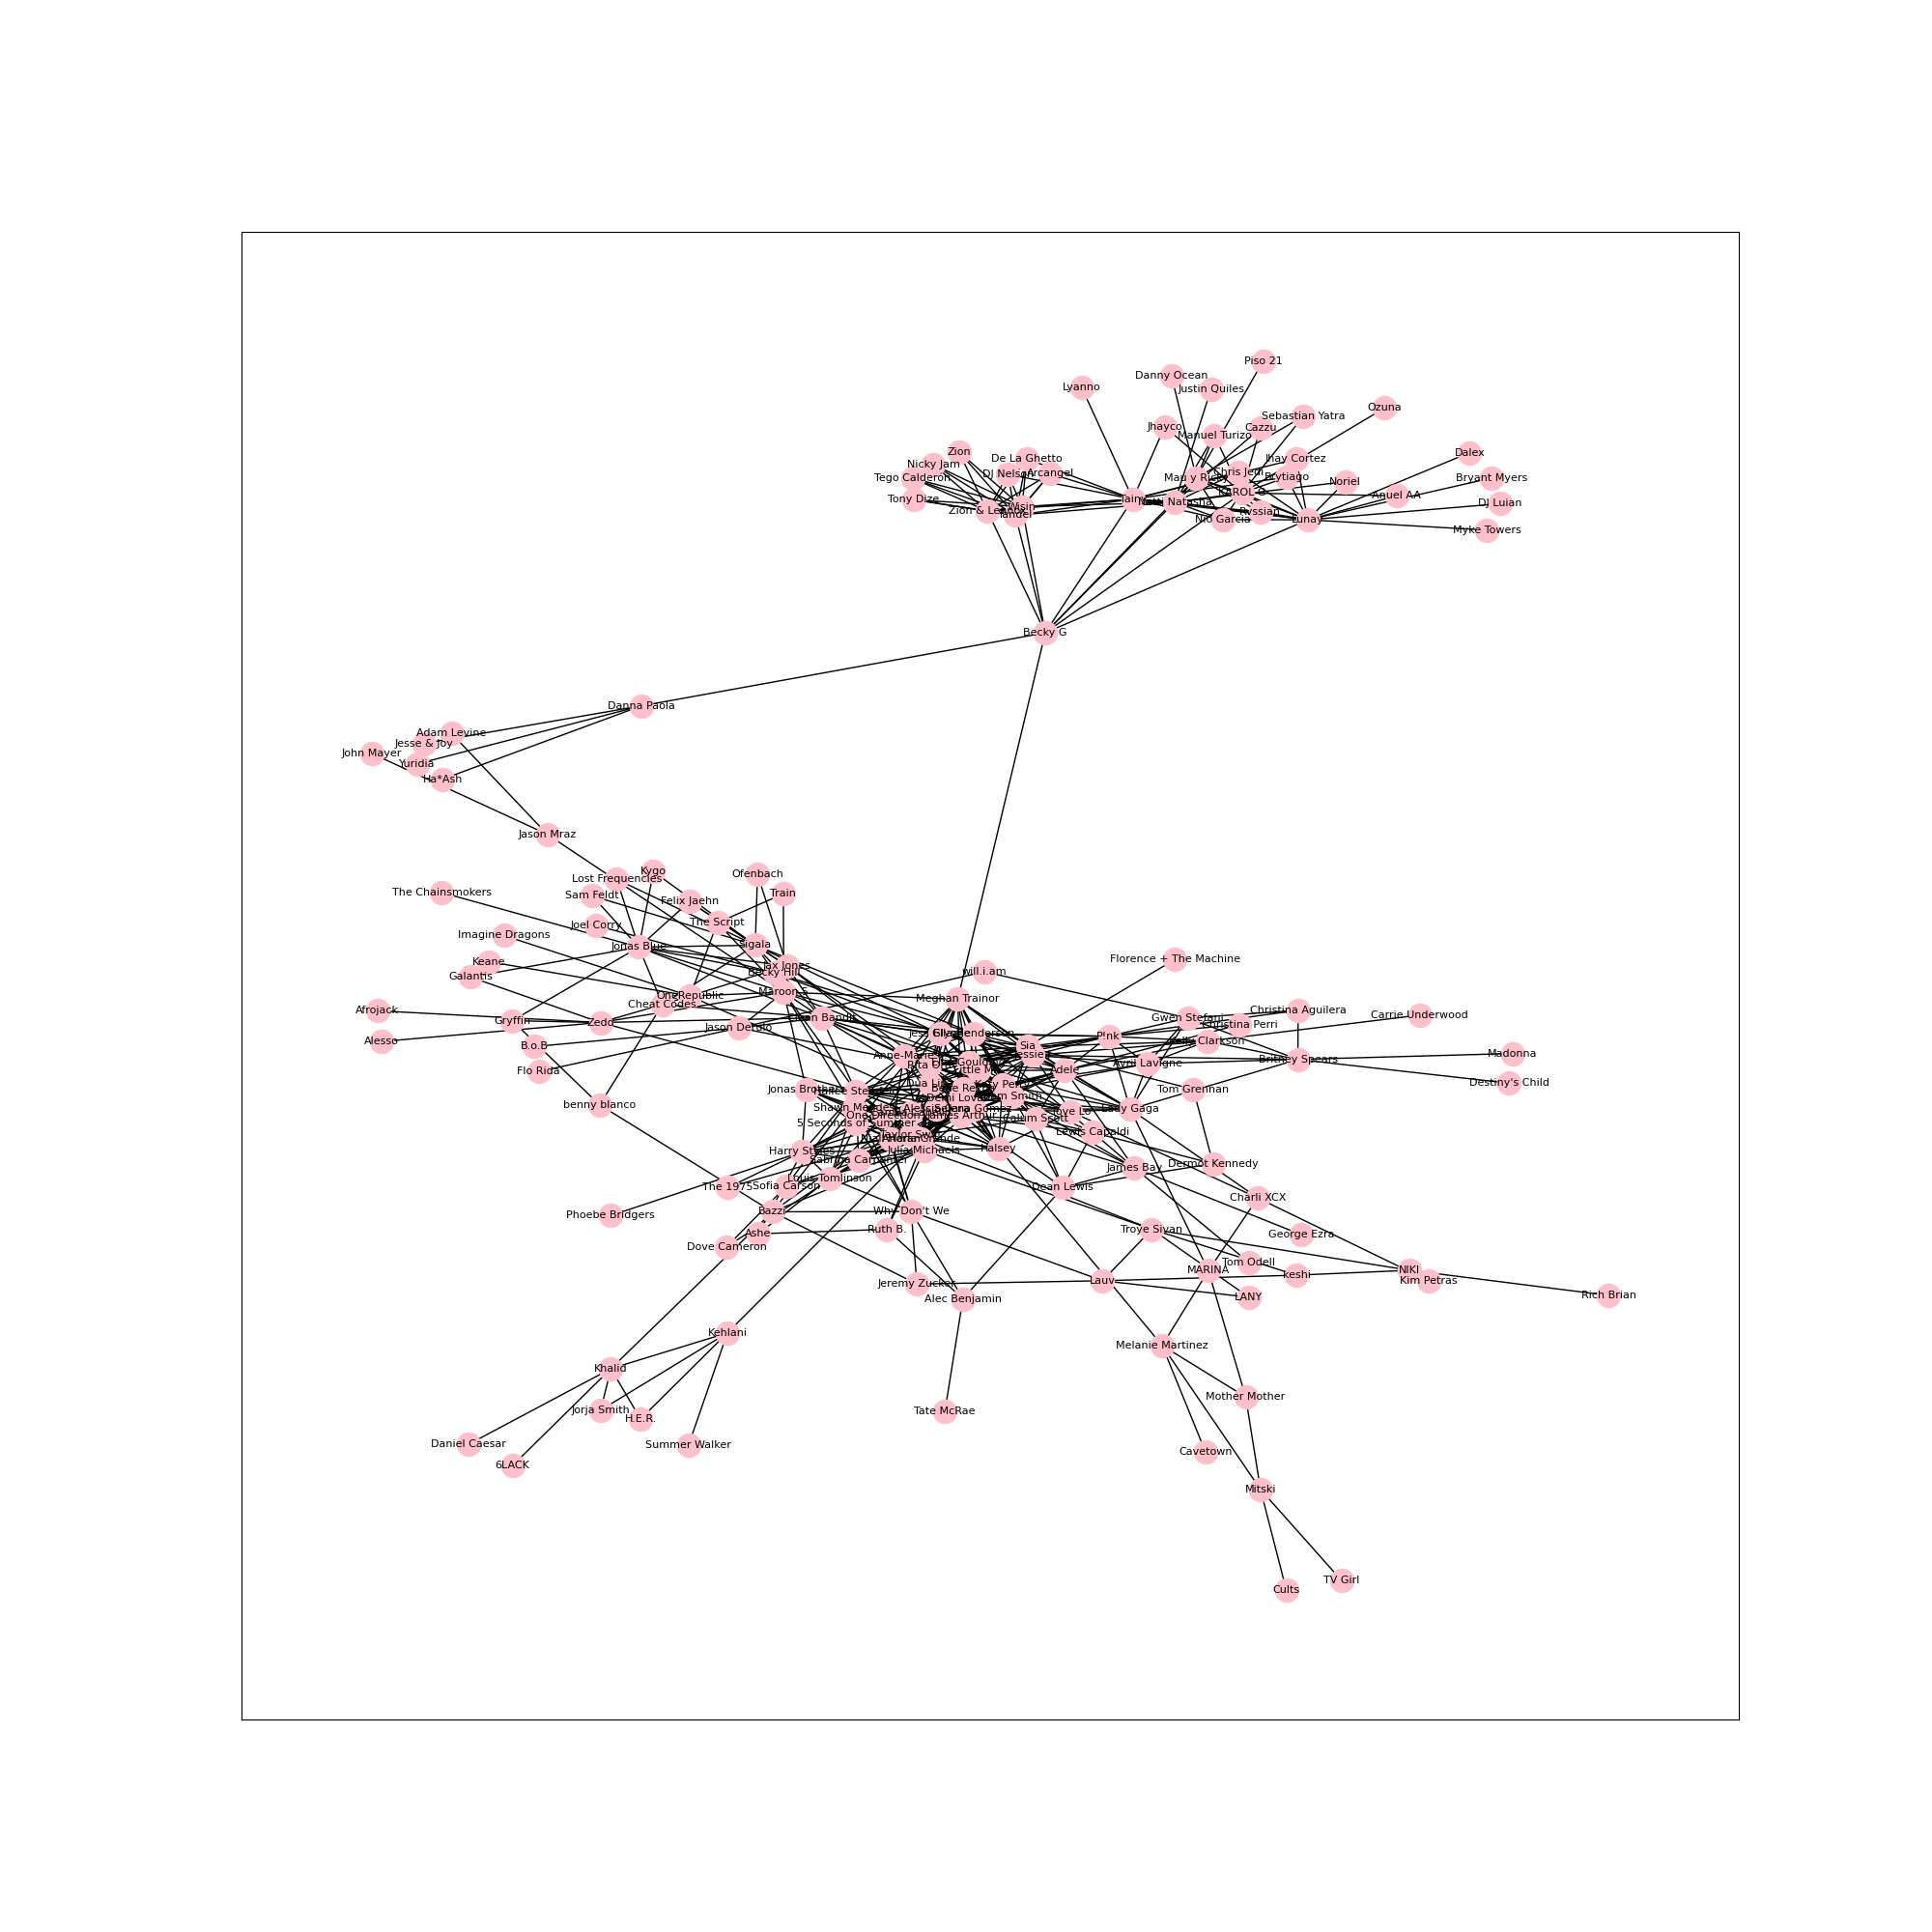 Piso 21
Danny Ocean
Lyanno
Justin Quiles
Ozuna
Sebastian Yatra
Jhayco
Cazzu
Manuel Turizo
Zion
Dalex
De La Ghetto
Jhay Cortez
Nicky Jam
DJ Nelson
Arcangel
Chris Jedi
Tego Calderón
Mau y Ricky
Brytiago
Bryant Myers
Noriel
KAROL G
Anuel AA
Tony Dize
Tainy
Natti Natasha
DJ Luian
Wisin
Zion & Lennox
Yandel
Rvssian
Nio Garcia
Lunay
Myke Towers
Becky G
Danna Paola
Adam Levine
Jesse & Joy
John Mayer
Yuridia
Ha*Ash
Jason Mraz
Kygo
Ofenbach
Lost Frequencies
The Chainsmokers
Sam Feldt
Train
Felix Jaehn
The Script
Joel Corry
Imagine Dragons
Jonas Blue
Sigala
Florence + The Machine
Keane
Jax Jones
Becky Hill
will.i.am
Galantis
Maroon 5
OneRepublic
Meghan Trainor
Cheat Codes
Afrojack
Christina Aguilera
Carrie Underwood
Gryffin
Zedd
Clean Bandit
Gwen Stefani
Christina Perri
Jason Derulo
P!nk
Alesso
Kelly Clarkson
B.o.B
Sia
Jessie J
Madonna
Anne-Marie
Britney Spears
Avril Lavigne
Flo Rida
Rita Ora
Ellie Goulding
Little Mix
Adele
Destiny's Child
Dua Lipa
Katy Perry
Bebe Rexha
Jonas Brothers
Tom Grennan
Sam Smith
Demi Lovato
benny blanco
Shawn Mendes
Selena Gomez
Lady Gaga
Tove Lo
One Direction
James Arthur
Calum Scott
5 Seconds of Summer
Lewis Capaldi
Taylor Swift
Ariana Grande
Harry Styles
Julia Michaels
Halsey
Sabrina Carpenter
James Bay
Dermot Kennedy
Louis Tomlinson
The 1975
Sofia Carson
Dean Lewis
Charli XCX
Phoebe Bridgers
Bazzi
Why Don't We
Ruth B.
Troye Sivan
Ashe
George Ezra
Dove Cameron
Tom Odell
MARINA
NIKI
keshi
Kim Petras
Jeremy Zucker
Lauv
Alec Benjamin
LANY
Rich Brian
Kehlani
Melanie Martinez
Khalid
Mother Mother
Jorja Smith
H.E.R.
Tate McRae
Daniel Caesar
Summer Walker
Cavetown
6LACK
Mitski
TV Girl
Cults